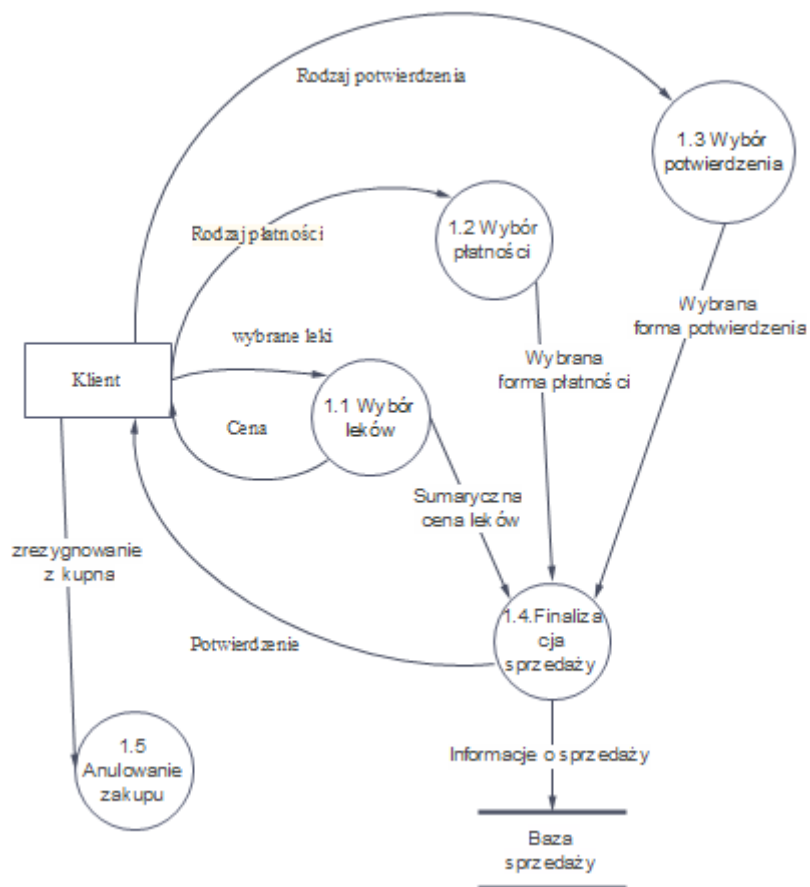 Rodzaj potwierdzenia
1.3 Wybór
potwierdzenia
Rodzaj płatności
1.2 Wybór
płatności
Wybrana
forma potwierdzenia
wybrane leki
Klient
Wybrana
forma płatności
1.1 Wybór
leków
Cena
Sumaryczna
cena leków
zrezygnowanie
z kupna
1.4.Finaliza
cja
sprzedaży
Potwierdzenie
1.5
Anulowanie
zakupu
Informacje o sprzedaży
Baza
sprzedaży